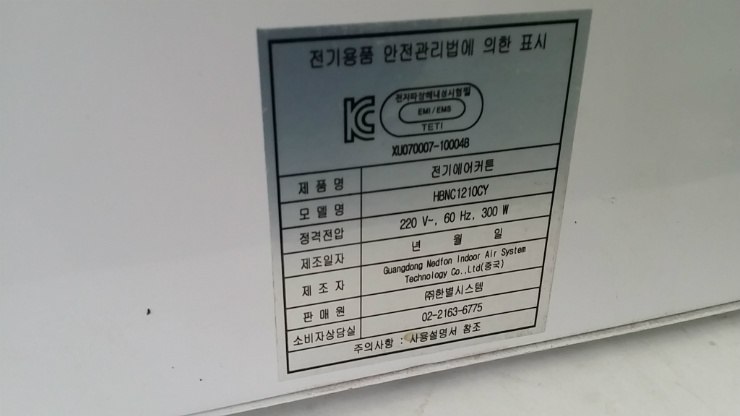 전기용품 안전관리법에 의한 표시
전자파장해내성시험필
EMI / EMS
TETI
XU070007-10004B
제 품 명 전기에어커튼
모 델 명 HBNC1210CY
정격전압 220 V~, 60 Hz, 300 W
제조일자 년 월 일
제 조 자 Guangdong Nedfon Indoor Air System
Technology Co.,Ltd(중국)
판 매 원 ㈜한별시스템
소비자상담실 02-2163-6775
주의사항 : 사용설명서 참조